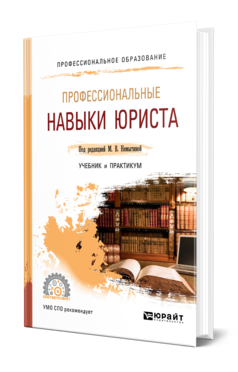 ПРОФЕССИОНАЛЬНОЕ ОБРАЗОВАНИЕ
ПРОФЕССИОНАЛЬНЫЕ
НАВЫКИ ЮРИСТА
Под редакцией М. В. Немытиной
УЧЕБНИК и ПРАКТИКУМ
УМО СПО рекомендует
юрайт